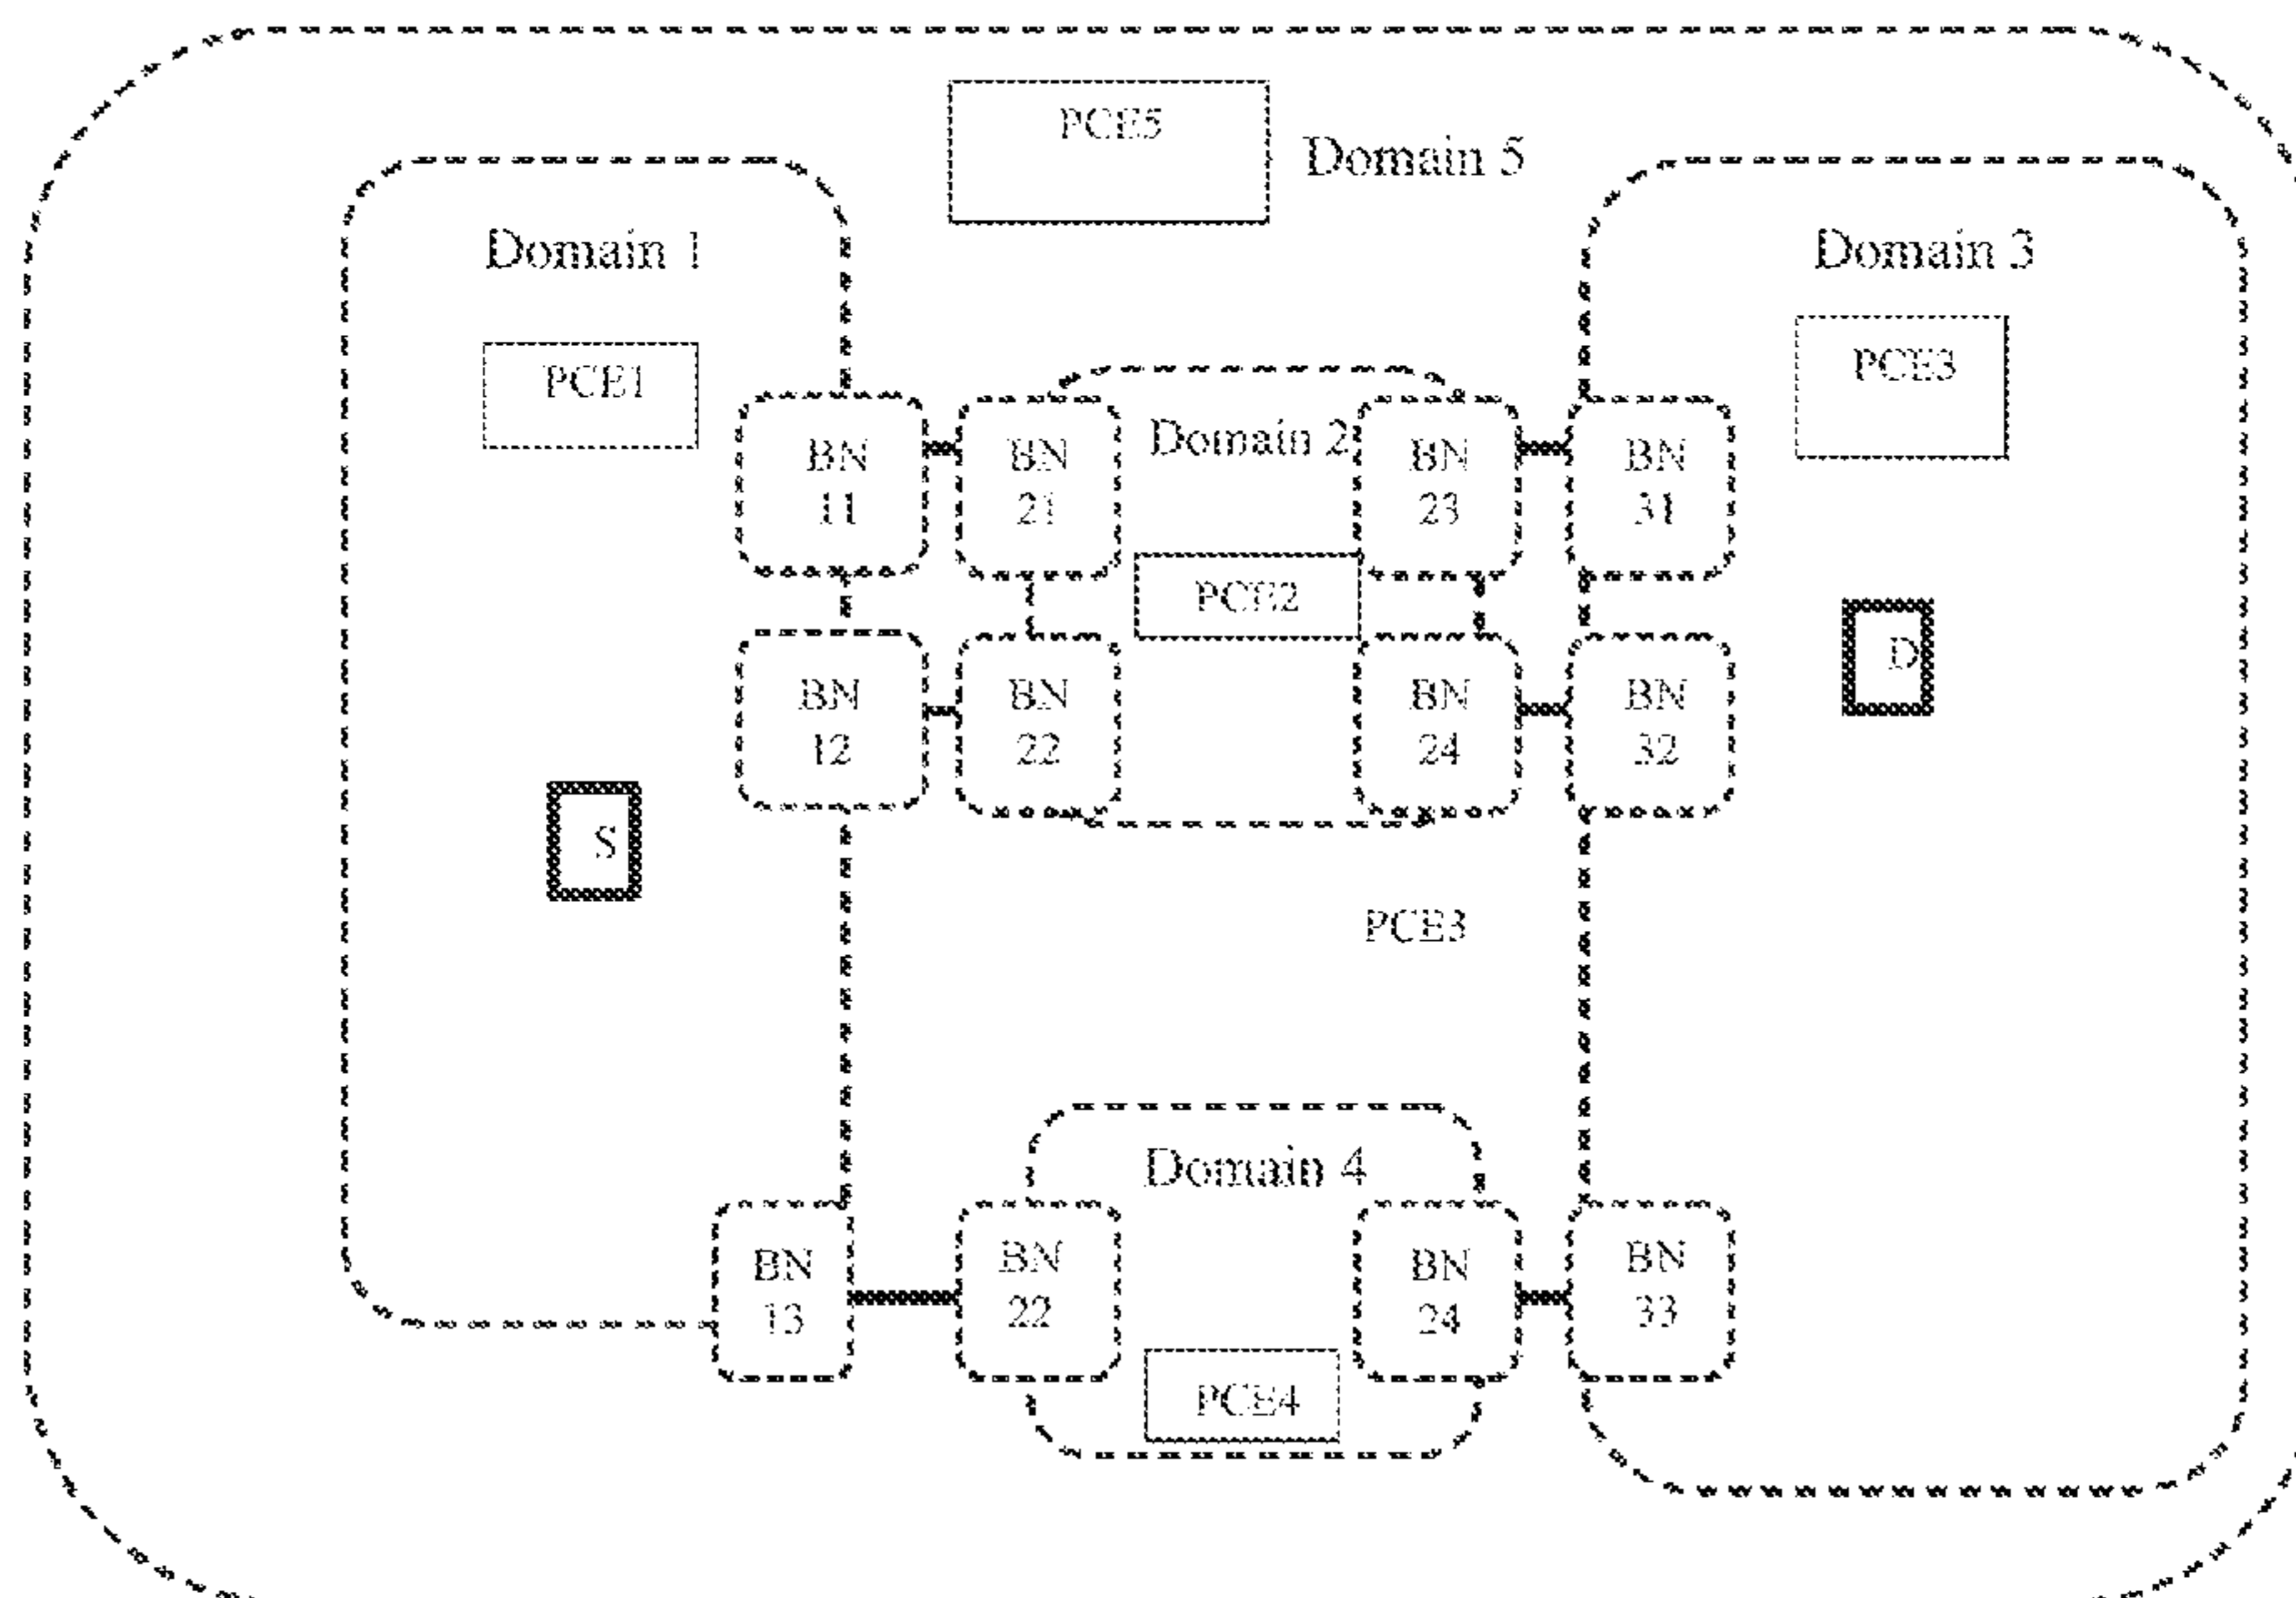 PCE5
Domain 5
Domain 1
Domain 3
PCE1
PCE3
Domain 2
BN
11
BN
21
BN
23
BN
31
PCE2
D
BN
12
BN
22
BN
24
BN
32
S
PCE3
Domain 4
BN
13
BN
22
BN
24
BN
33
PCE4